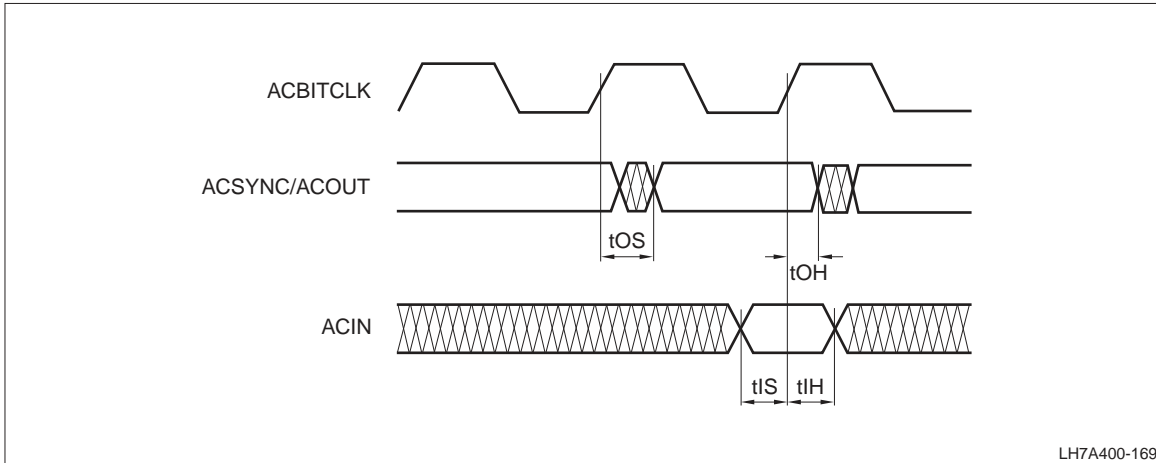 ACBITCLK
ACSYNC/ACOUT
tOS
tOH
ACIN
tIS
tIH
LH7A400-169